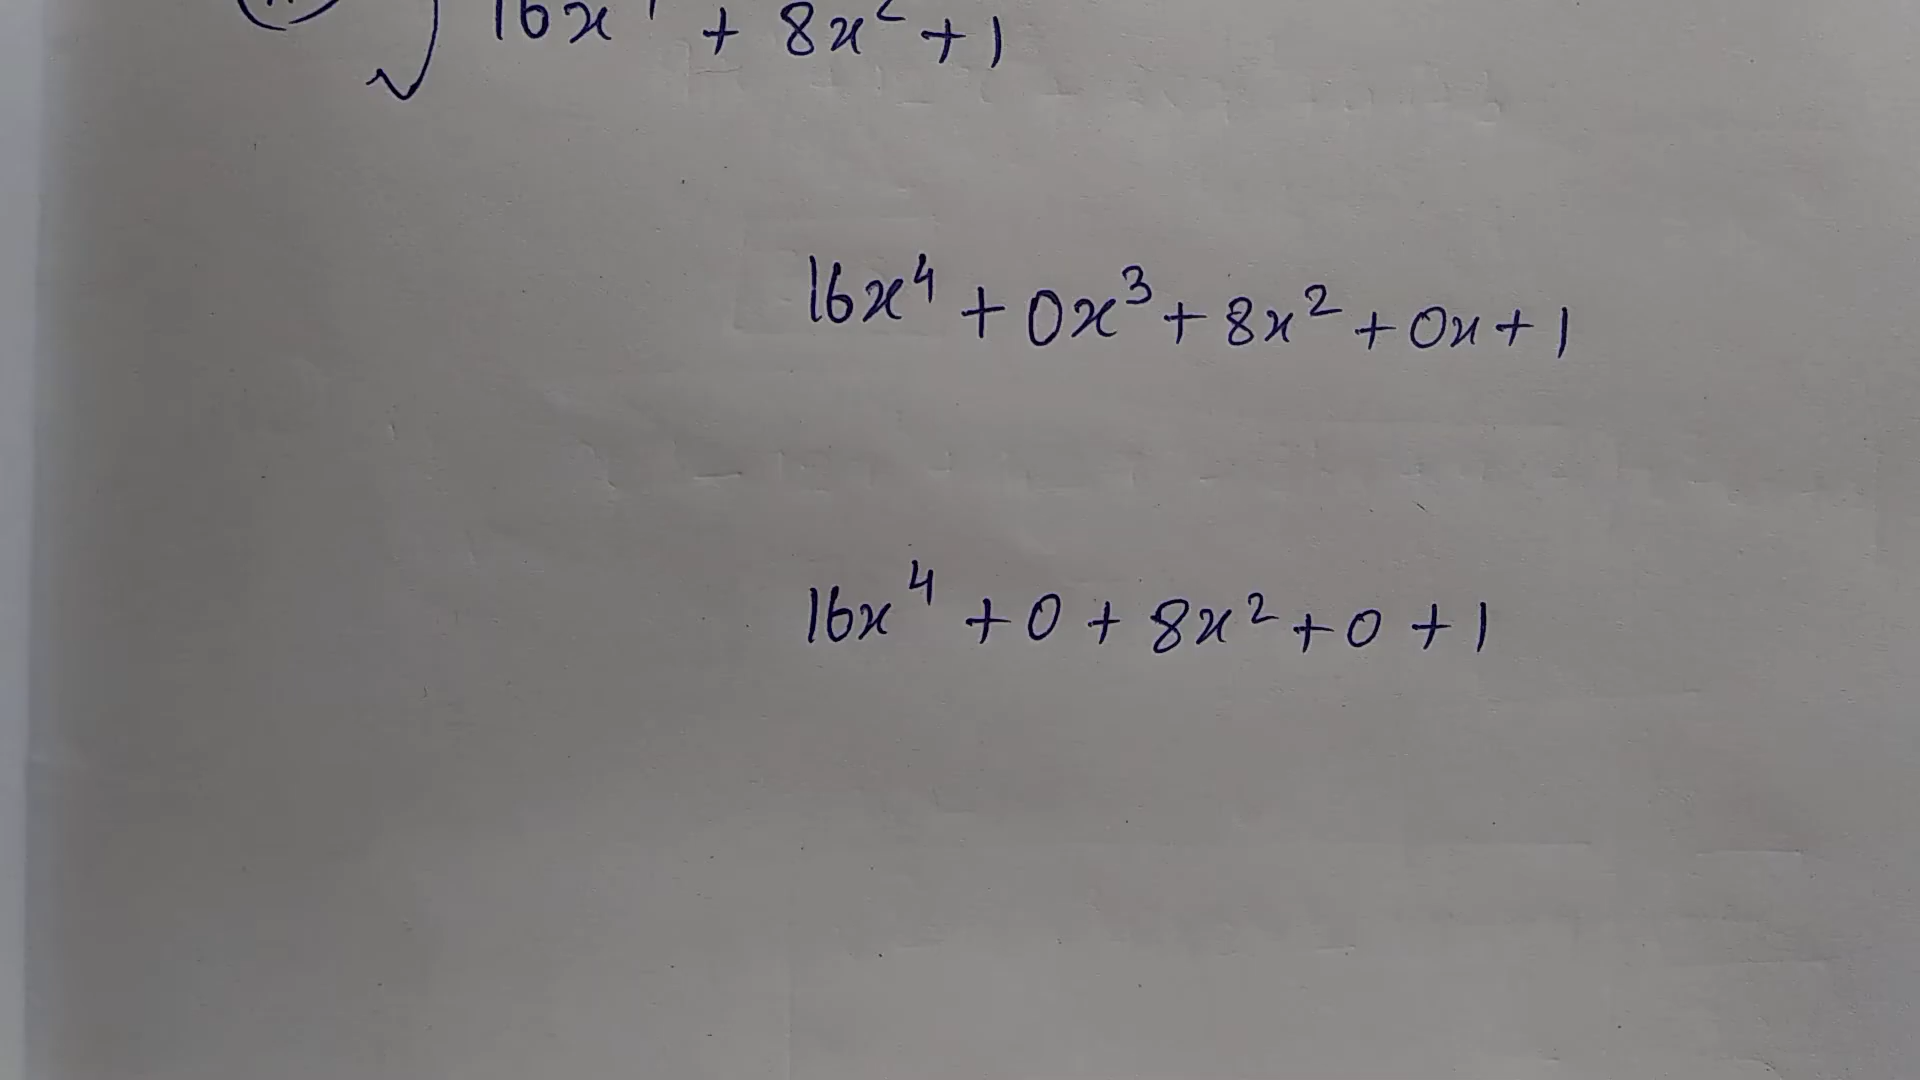 √16x⁴ + 8x² + 1
16x⁴ + 0x³ + 8x² + 0x + 1
16x⁴ + 0 + 8x² + 0 + 1